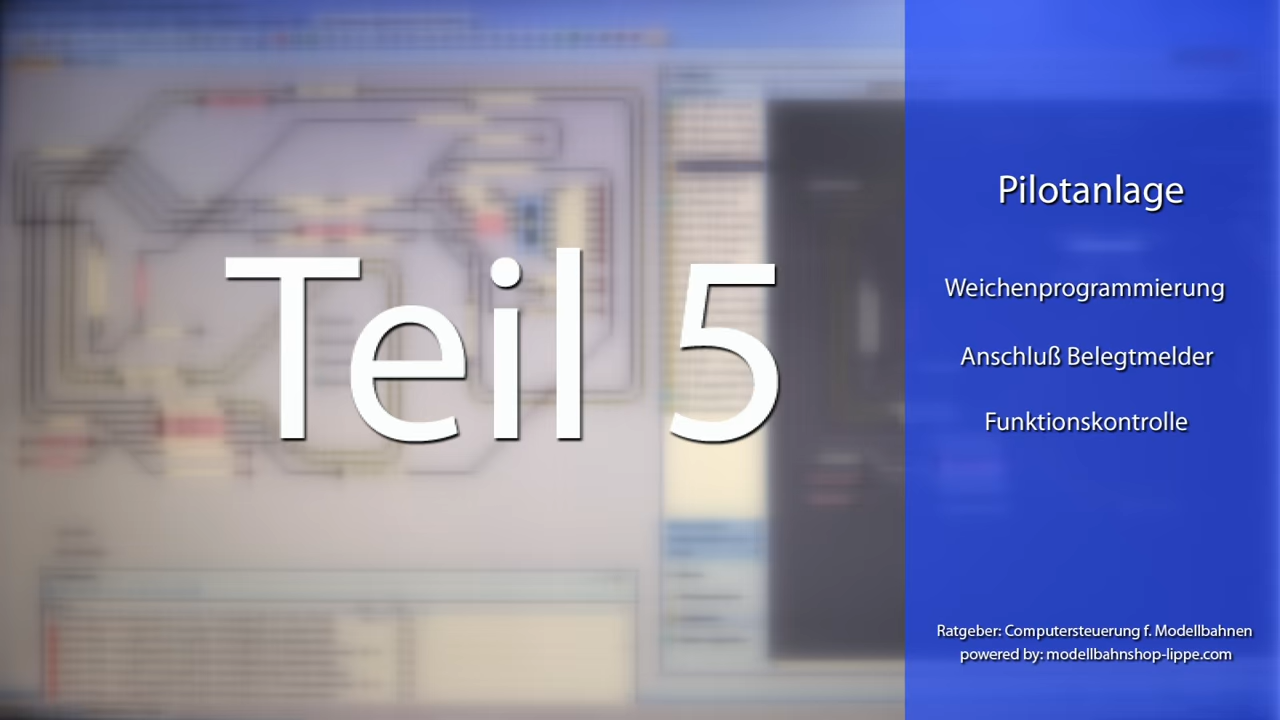 Teil 5
Pilotanlage
Weichenprogrammierung
Anschluß Belegtmelder
Funktionskontrolle
Ratgeber: Computersteuerung f. Modellbahnen
powered by: modellbahnshop-lippe.com